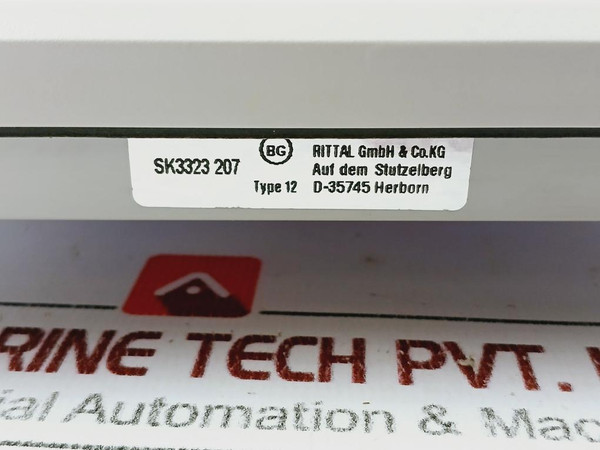 SK3323 207
BG
Type 12
RITTAL GmbH & Co.KG
Auf dem Stutzelberg
D-35745 Herborn
RINE TECH PVT.
ial Automation & Mac